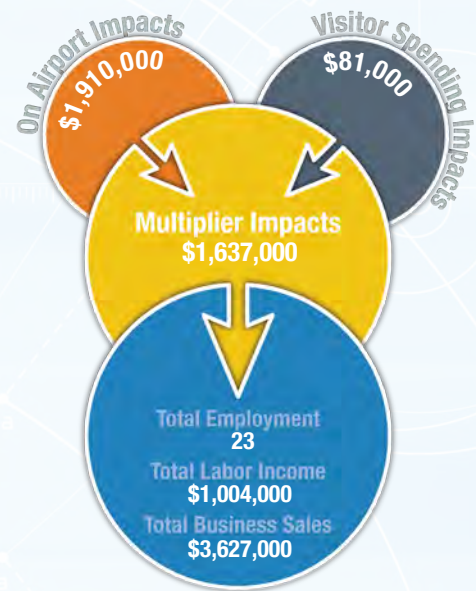 On Airport Impacts
$1,910,000
Visitor Spending Impacts
$81,000
Multiplier Impacts
$1,637,000
Total Employment
23
Total Labor Income
$1,004,000
Total Business Sales
$3,627,000